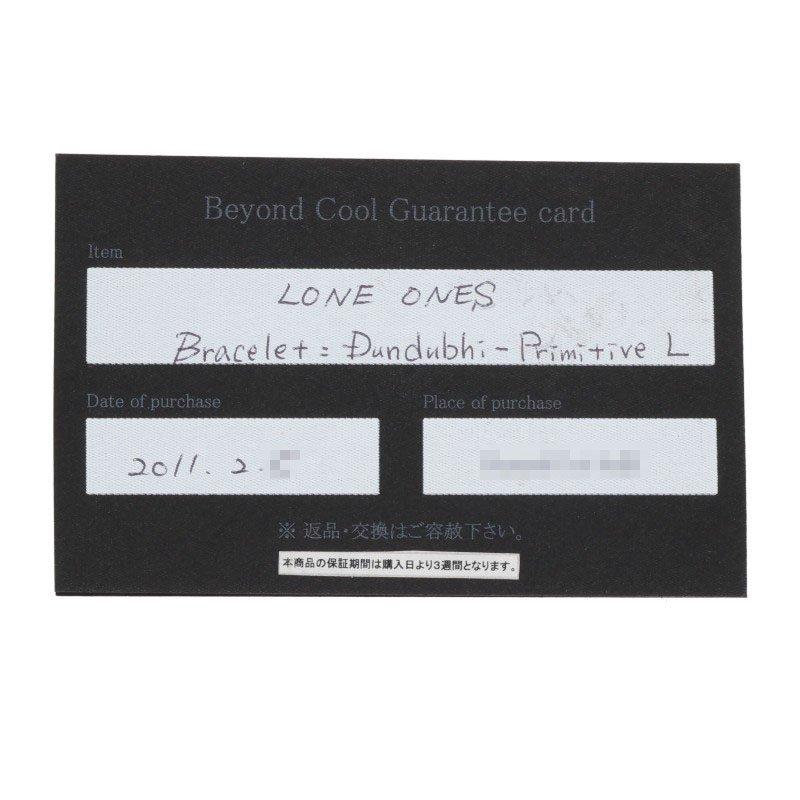 Beyond Cool Guarantee card
Item
LONE ONES
Bracelet = Dundubhi - Primitive L
Date of purchase
Place of purchase
2011. 2.
※ 返品・交換はご容赦下さい。
本商品の保証期間は購入日より3週間となります。